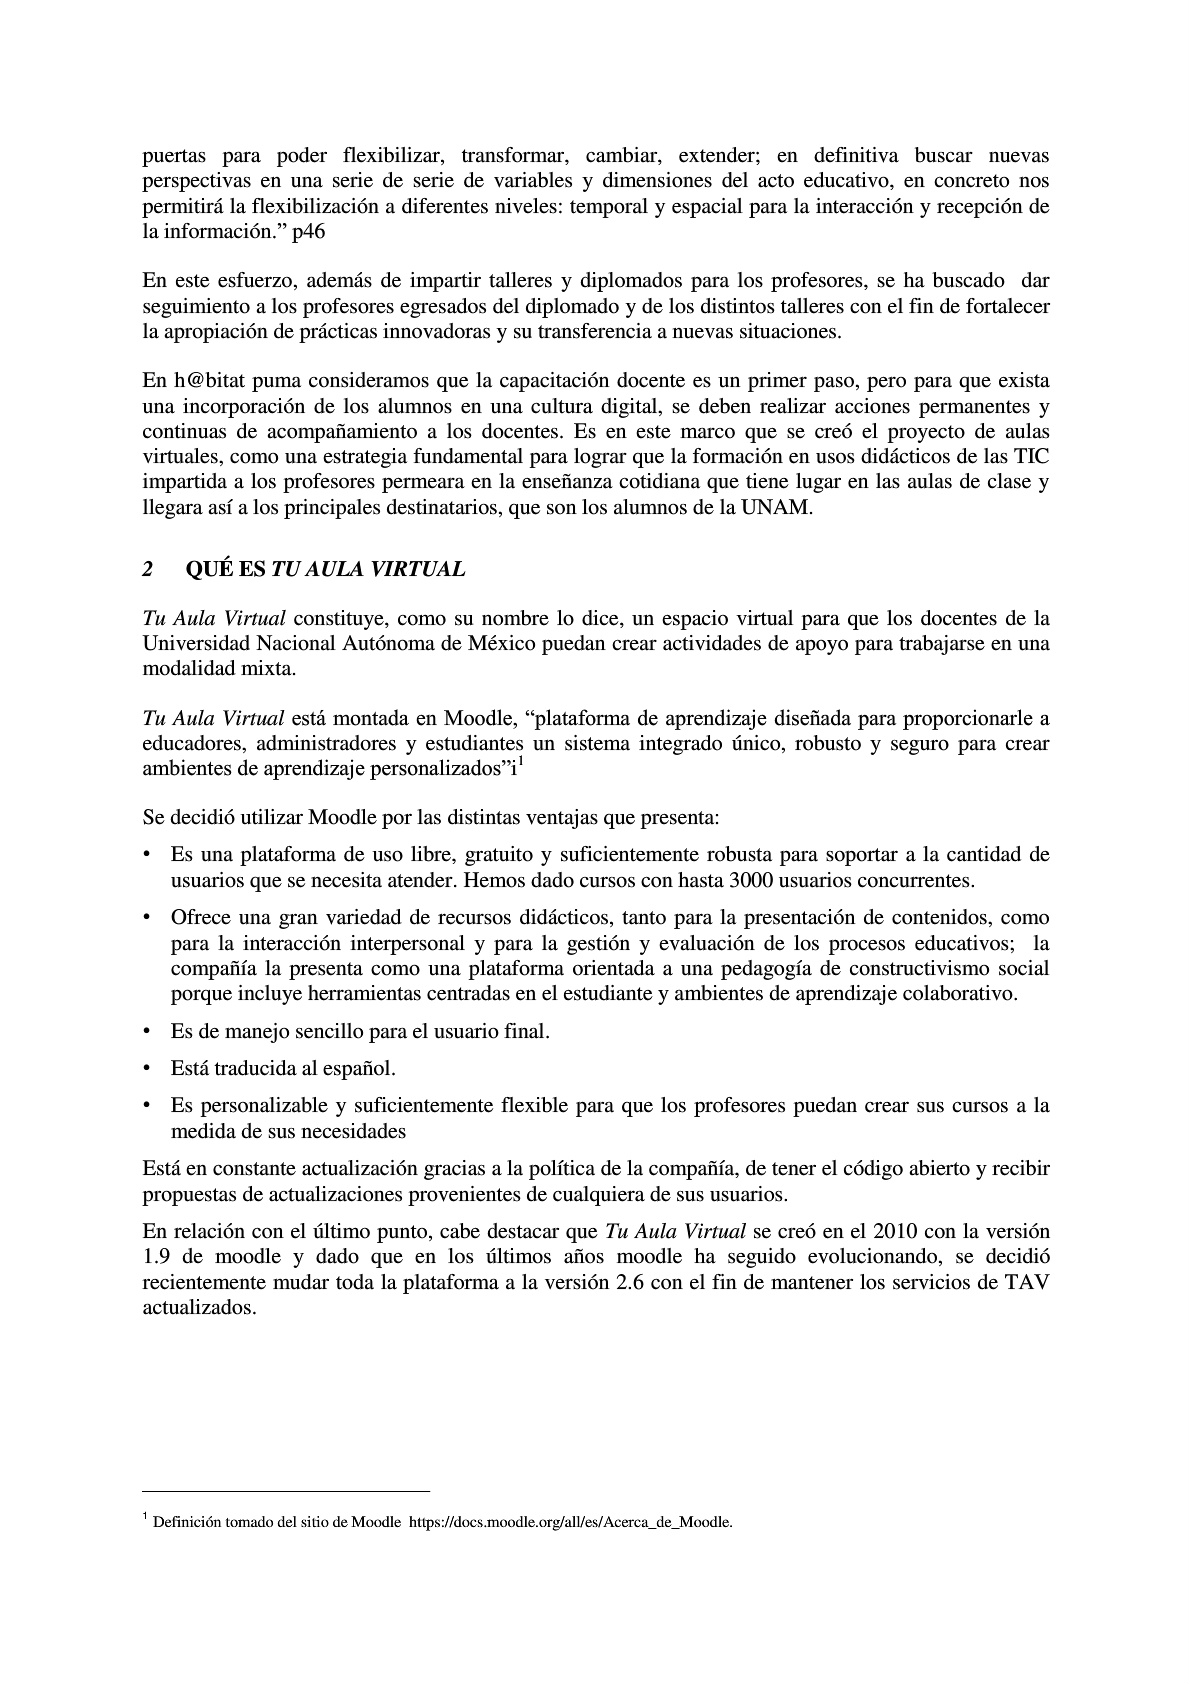 puertas para poder flexibilizar, transformar, cambiar, extender; en definitiva buscar nuevas
perspectivas en una serie de serie de variables y dimensiones del acto educativo, en concreto nos
permitirá la flexibilización a diferentes niveles: temporal y espacial para la interacción y recepción de
la información.” p46
En este esfuerzo, además de impartir talleres y diplomados para los profesores, se ha buscado  dar
seguimiento a los profesores egresados del diplomado y de los distintos talleres con el fin de fortalecer
la apropiación de prácticas innovadoras y su transferencia a nuevas situaciones.
En h@bitat puma consideramos que la capacitación docente es un primer paso, pero para que exista
una incorporación de los alumnos en una cultura digital, se deben realizar acciones permanentes y
continuas de acompañamiento a los docentes. Es en este marco que se creó el proyecto de aulas
virtuales, como una estrategia fundamental para lograr que la formación en usos didácticos de las TIC
impartida a los profesores permeara en la enseñanza cotidiana que tiene lugar en las aulas de clase y
llegara así a los principales destinatarios, que son los alumnos de la UNAM.
2 QUÉ ES TU AULA VIRTUAL
Tu Aula Virtual constituye, como su nombre lo dice, un espacio virtual para que los docentes de la
Universidad Nacional Autónoma de México puedan crear actividades de apoyo para trabajarse en una
modalidad mixta.
Tu Aula Virtual está montada en Moodle, “plataforma de aprendizaje diseñada para proporcionarle a
educadores, administradores y estudiantes un sistema integrado único, robusto y seguro para crear
ambientes de aprendizaje personalizados”i¹
Se decidió utilizar Moodle por las distintas ventajas que presenta:
• Es una plataforma de uso libre, gratuito y suficientemente robusta para soportar a la cantidad de
usuarios que se necesita atender. Hemos dado cursos con hasta 3000 usuarios concurrentes.
• Ofrece una gran variedad de recursos didácticos, tanto para la presentación de contenidos, como
para la interacción interpersonal y para la gestión y evaluación de los procesos educativos;  la
compañía la presenta como una plataforma orientada a una pedagogía de constructivismo social
porque incluye herramientas centradas en el estudiante y ambientes de aprendizaje colaborativo.
• Es de manejo sencillo para el usuario final.
• Está traducida al español.
• Es personalizable y suficientemente flexible para que los profesores puedan crear sus cursos a la
medida de sus necesidades
Está en constante actualización gracias a la política de la compañía, de tener el código abierto y recibir
propuestas de actualizaciones provenientes de cualquiera de sus usuarios.
En relación con el último punto, cabe destacar que Tu Aula Virtual se creó en el 2010 con la versión
1.9 de moodle y dado que en los últimos años moodle ha seguido evolucionando, se decidió
recientemente mudar toda la plataforma a la versión 2.6 con el fin de mantener los servicios de TAV
actualizados.
¹ Definición tomado del sitio de Moodle  https://docs.moodle.org/all/es/Acerca_de_Moodle.